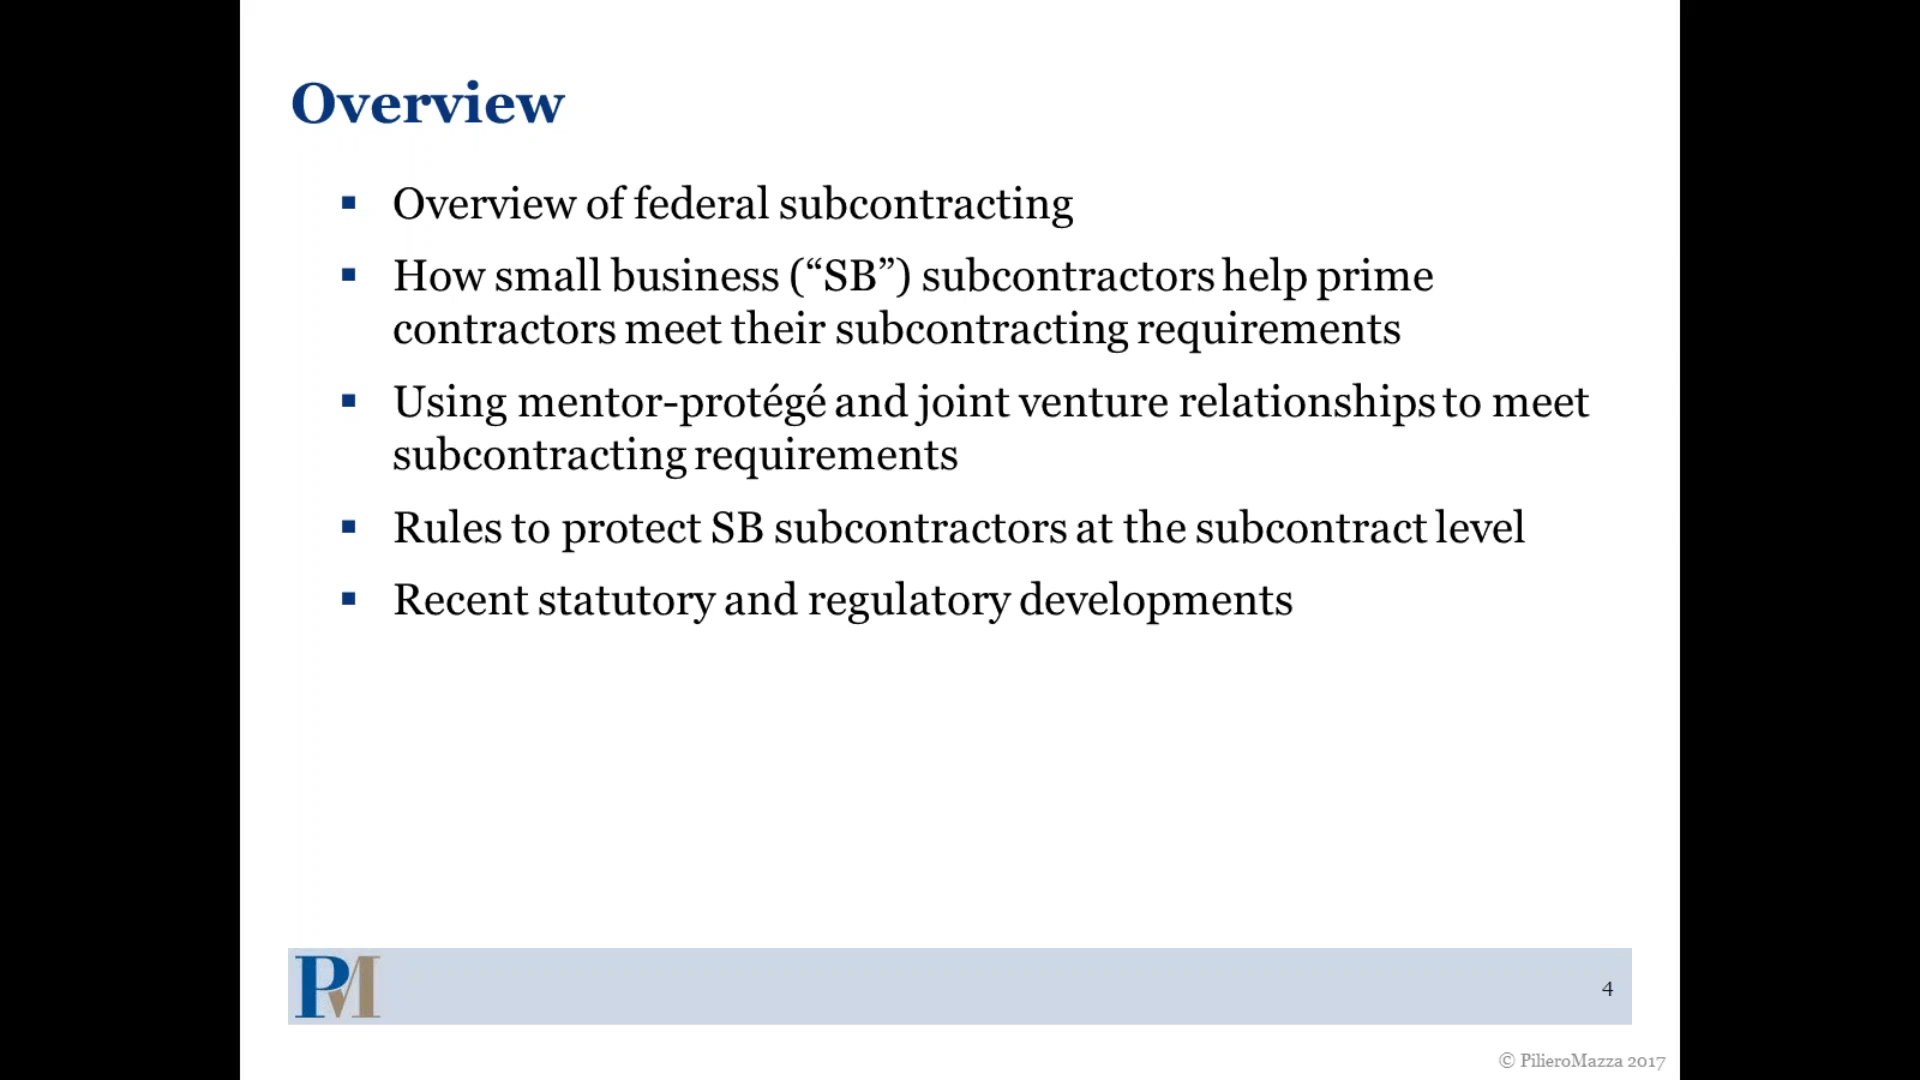 Overview
▪ Overview of federal subcontracting
▪ How small business (“SB”) subcontractors help prime
contractors meet their subcontracting requirements
▪ Using mentor-protégé and joint venture relationships to meet
subcontracting requirements
▪ Rules to protect SB subcontractors at the subcontract level
▪ Recent statutory and regulatory developments
PM
4
© PilieroMazza 2017